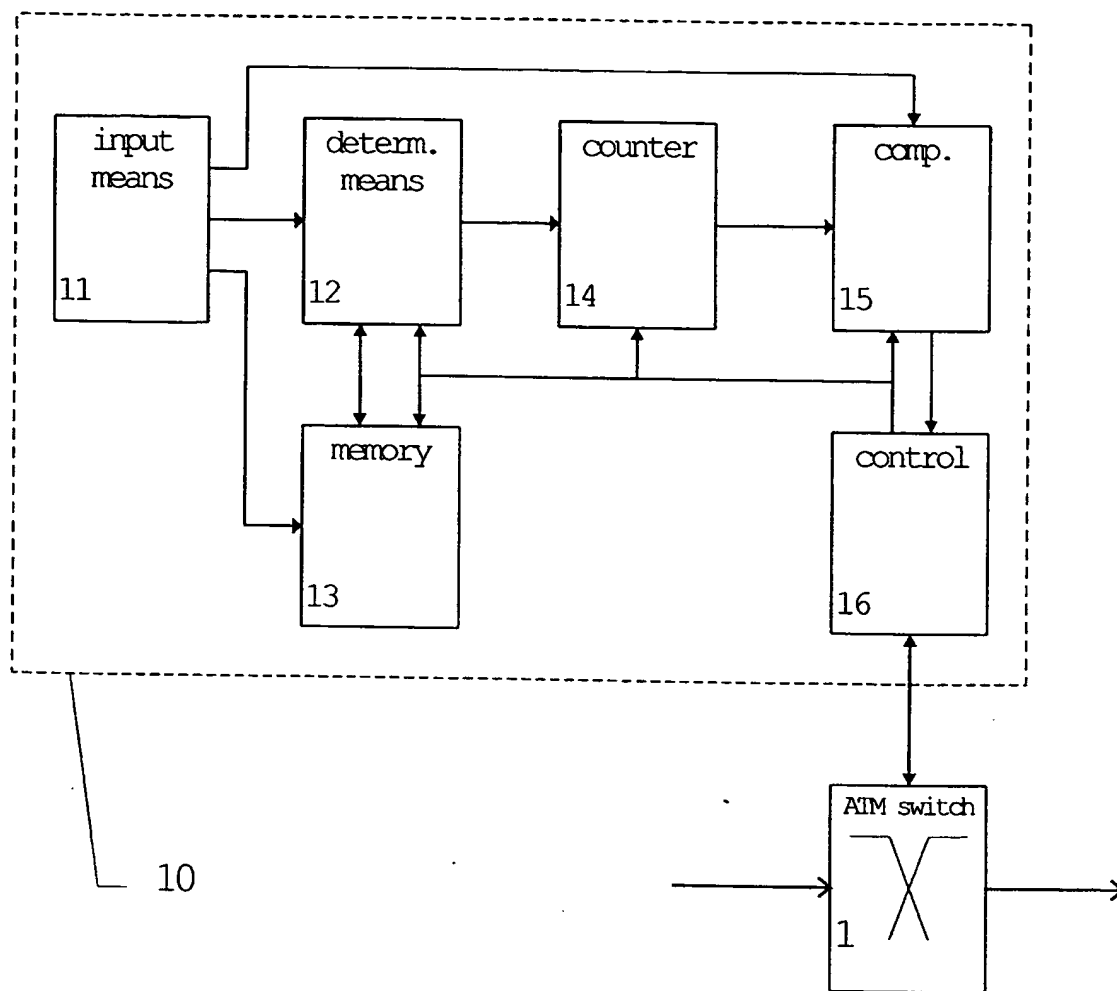 input
means
11
determ.
means
12
counter
14
comp.
15
memory
13
control
16
ATM switch
1
10